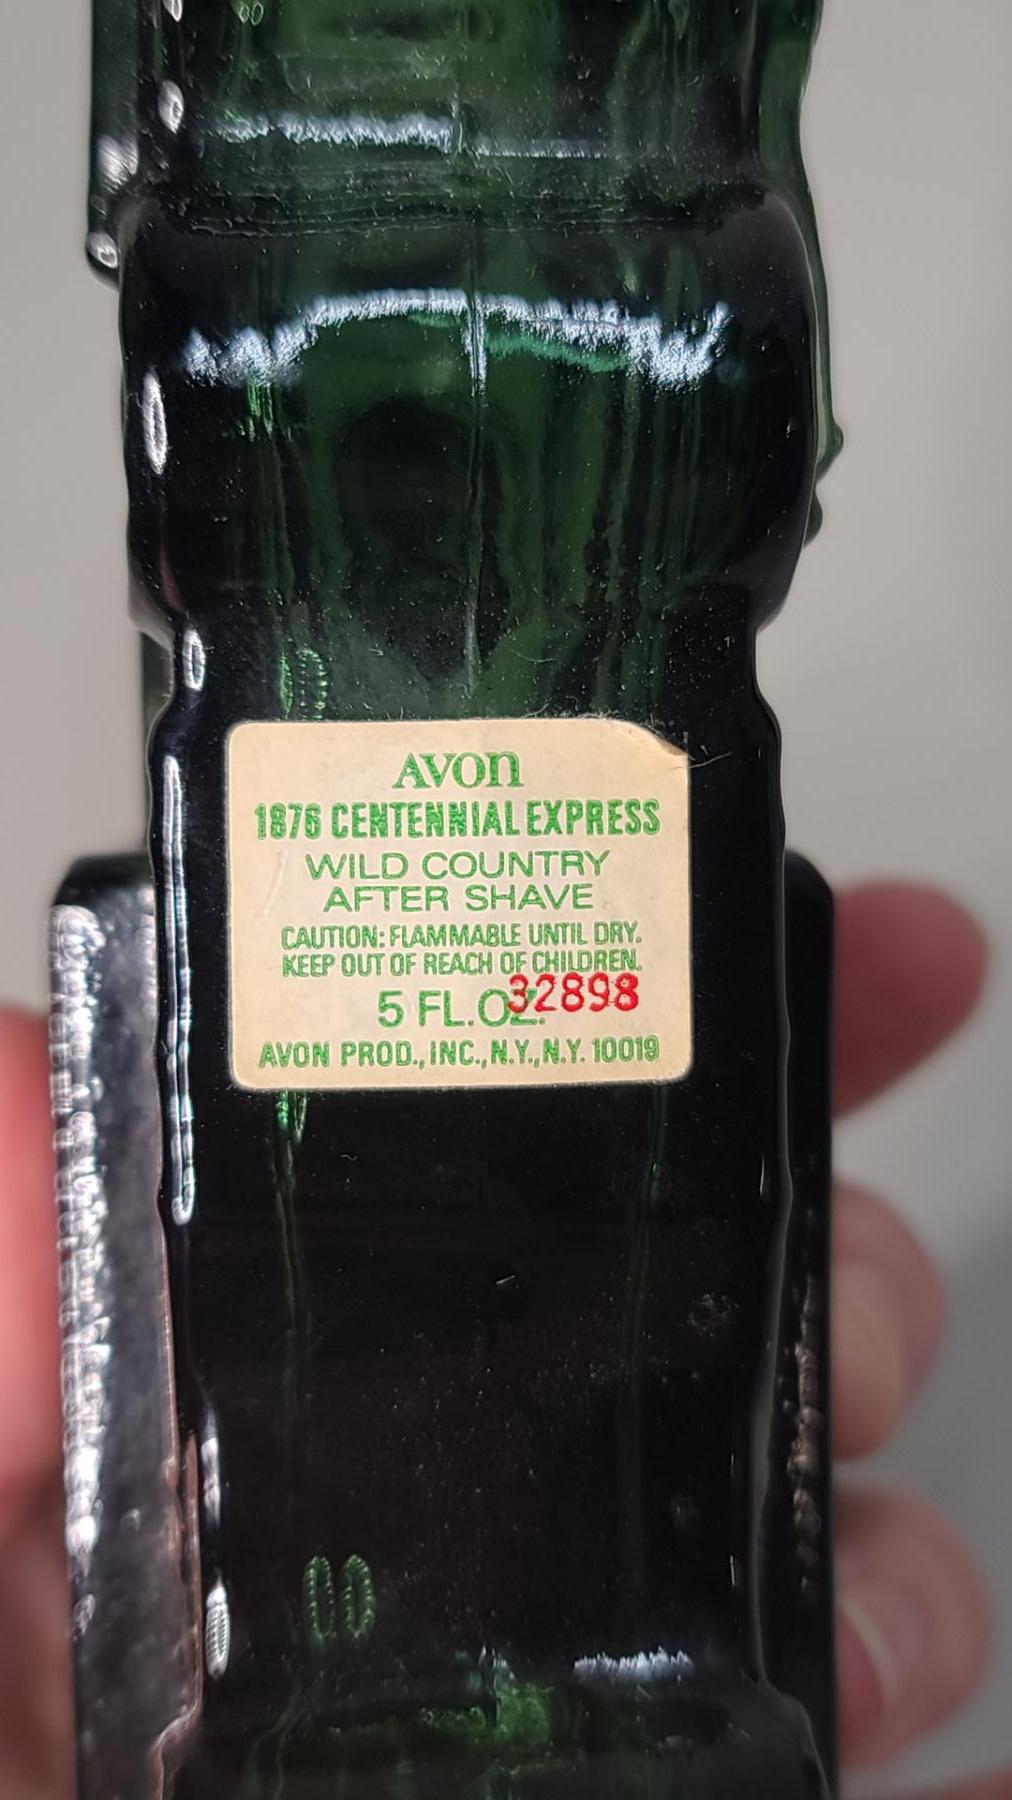 AVON
1876 CENTENNIAL EXPRESS
WILD COUNTRY
AFTER SHAVE
CAUTION: FLAMMABLE UNTIL DRY.
KEEP OUT OF REACH OF CHILDREN.
5 FL.OZ. 32898
AVON PROD., INC., N.Y., N.Y. 10019